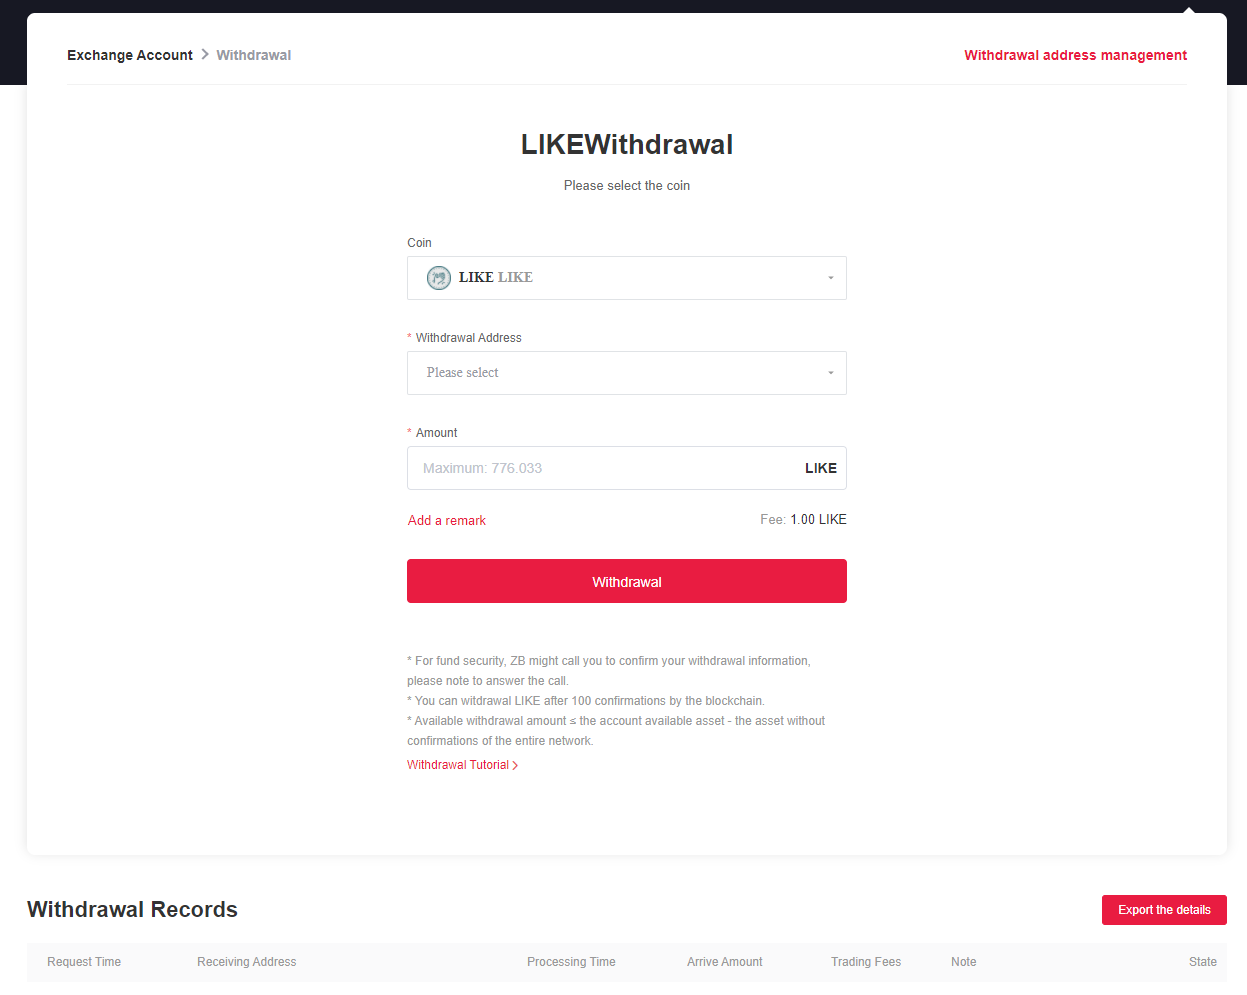 Exchange Account > Withdrawal
Withdrawal address management
LIKEWithdrawal
Please select the coin
Coin
LIKE LIKE
* Withdrawal Address
Please select
* Amount
Maximum: 776.033 LIKE
Add a remark
Fee: 1.00 LIKE
Withdrawal
* For fund security, ZB might call you to confirm your withdrawal information,
please note to answer the call.
* You can witdrawal LIKE after 100 confirmations by the blockchain.
* Available withdrawal amount ≤ the account available asset - the asset without
confirmations of the entire network.
Withdrawal Tutorial >
Withdrawal Records
Export the details
Request Time Receiving Address Processing Time Arrive Amount Trading Fees Note State